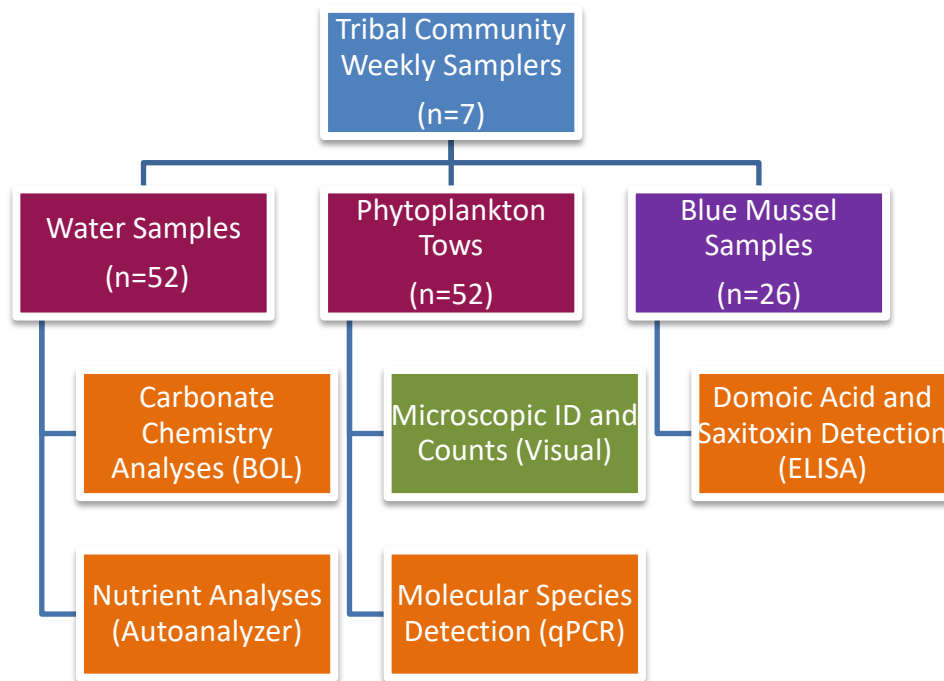 Tribal Community
Weekly Samplers
(n=7)
Water Samples
(n=52)
Phytoplankton
Tows
(n=52)
Blue Mussel
Samples
(n=26)
Carbonate
Chemistry
Analyses (BOL)
Microscopic ID and
Counts (Visual)
Domoic Acid and
Saxitoxin Detection
(ELISA)
Nutrient Analyses
(Autoanalyzer)
Molecular Species
Detection (qPCR)